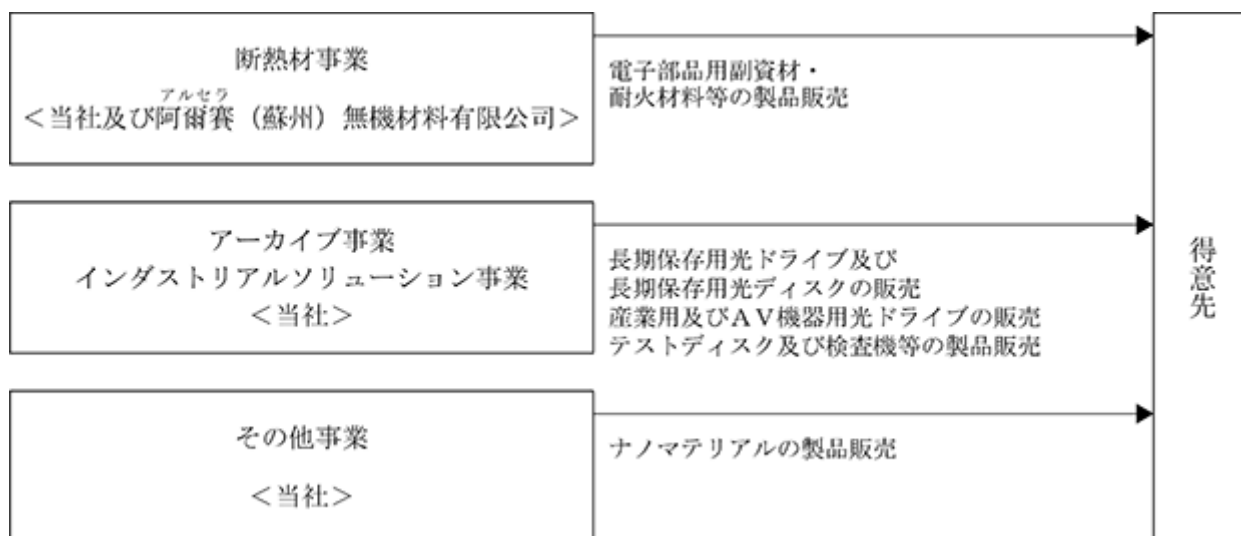 断熱材事業
アルセラ
＜当社及び阿爾賽（蘇州）無機材料有限公司＞
電子部品用副資材・
耐火材料等の製品販売
アーカイブ事業
インダストリアルソリューション事業
＜当社＞
長期保存用光ドライブ及び
長期保存用光ディスクの販売
産業用及びＡＶ機器用光ドライブの販売
テストディスク及び検査機等の製品販売
その他事業
＜当社＞
ナノマテリアルの製品販売
得意先